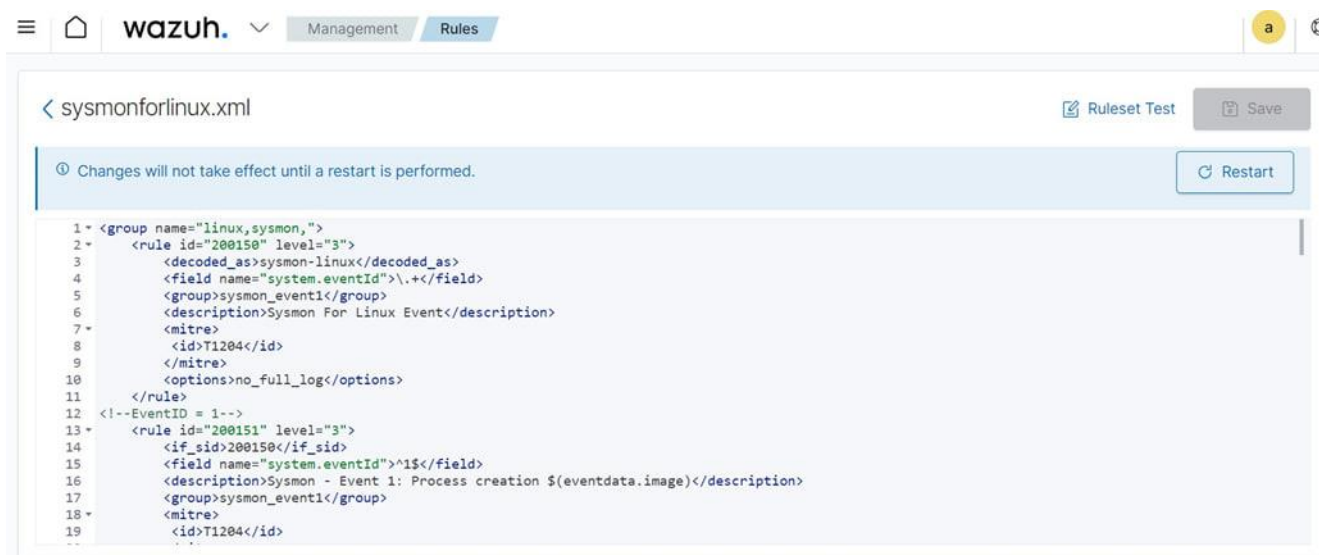 wazuh. Management Rules a
sysmonforlinux.xml Ruleset Test Save
Changes will not take effect until a restart is performed. Restart
1 <group name="linux,sysmon,">
2 <rule id="200150" level="3">
3 <decoded_as>sysmon-linux</decoded_as>
4 <field name="system.eventId">\.+</field>
5 <group>sysmon_event1</group>
6 <description>Sysmon For Linux Event</description>
7 <mitre>
8 <id>T1204</id>
9 </mitre>
10 <options>no_full_log</options>
11 </rule>
12 <!--EventID = 1-->
13 <rule id="200151" level="3">
14 <if_sid>200150</if_sid>
15 <field name="system.eventId">^1$</field>
16 <description>Sysmon - Event 1: Process creation $(eventdata.image)</description>
17 <group>sysmon_event1</group>
18 <mitre>
19 <id>T1204</id>